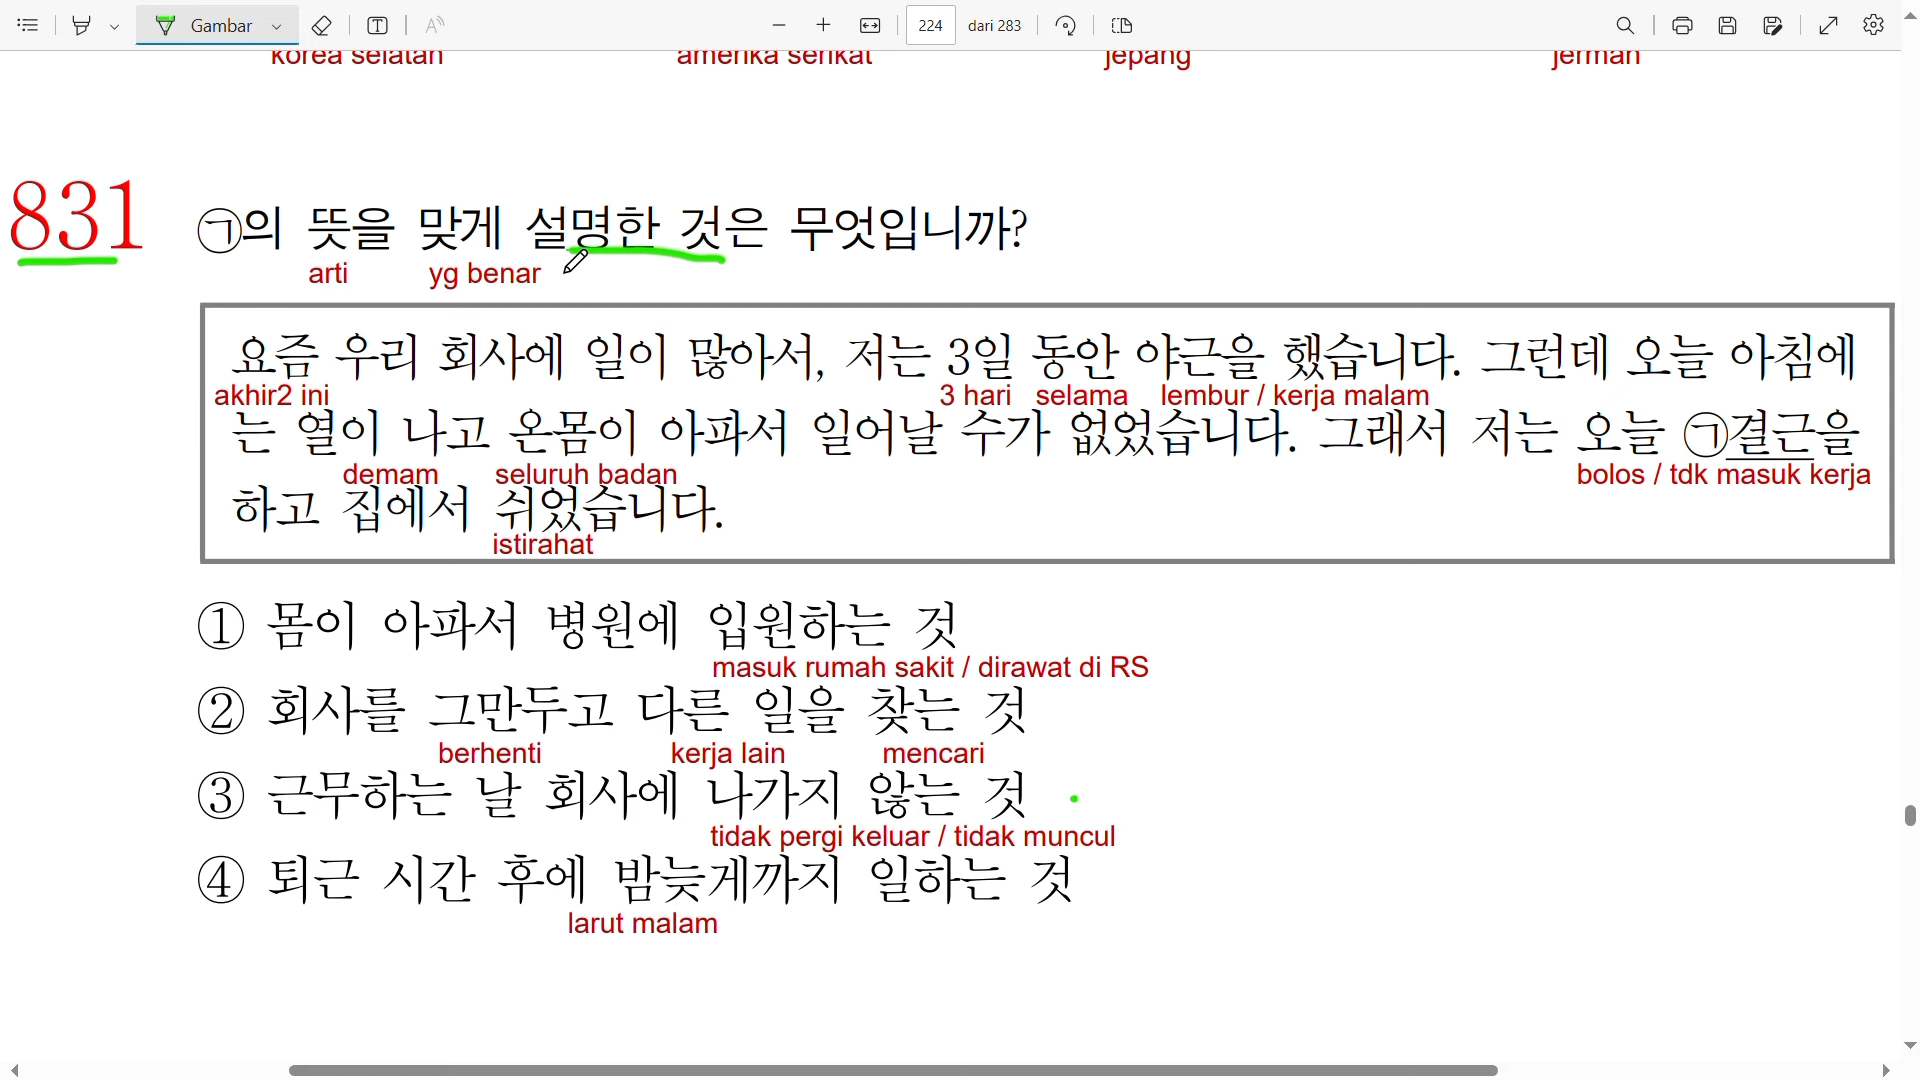 Gambar
224
dari 283
korea selatan
amerika serikat
jepang
jerman
831
㉠의 뜻을 맞게 설명한 것은 무엇입니까?
arti
yg benar
요즘 우리 회사에 일이 많아서, 저는 3일 동안 야근을 했습니다. 그런데 오늘 아침에
akhir2 ini
3 hari
selama
lembur / kerja malam
는 열이 나고 온몸이 아파서 일어날 수가 없었습니다. 그래서 저는 오늘 ㉠결근을
demam
seluruh badan
bolos / tdk masuk kerja
하고 집에서 쉬었습니다.
istirahat
① 몸이 아파서 병원에 입원하는 것
masuk rumah sakit / dirawat di RS
② 회사를 그만두고 다른 일을 찾는 것
berhenti
kerja lain
mencari
③ 근무하는 날 회사에 나가지 않는 것
tidak pergi keluar / tidak muncul
④ 퇴근 시간 후에 밤늦게까지 일하는 것
larut malam